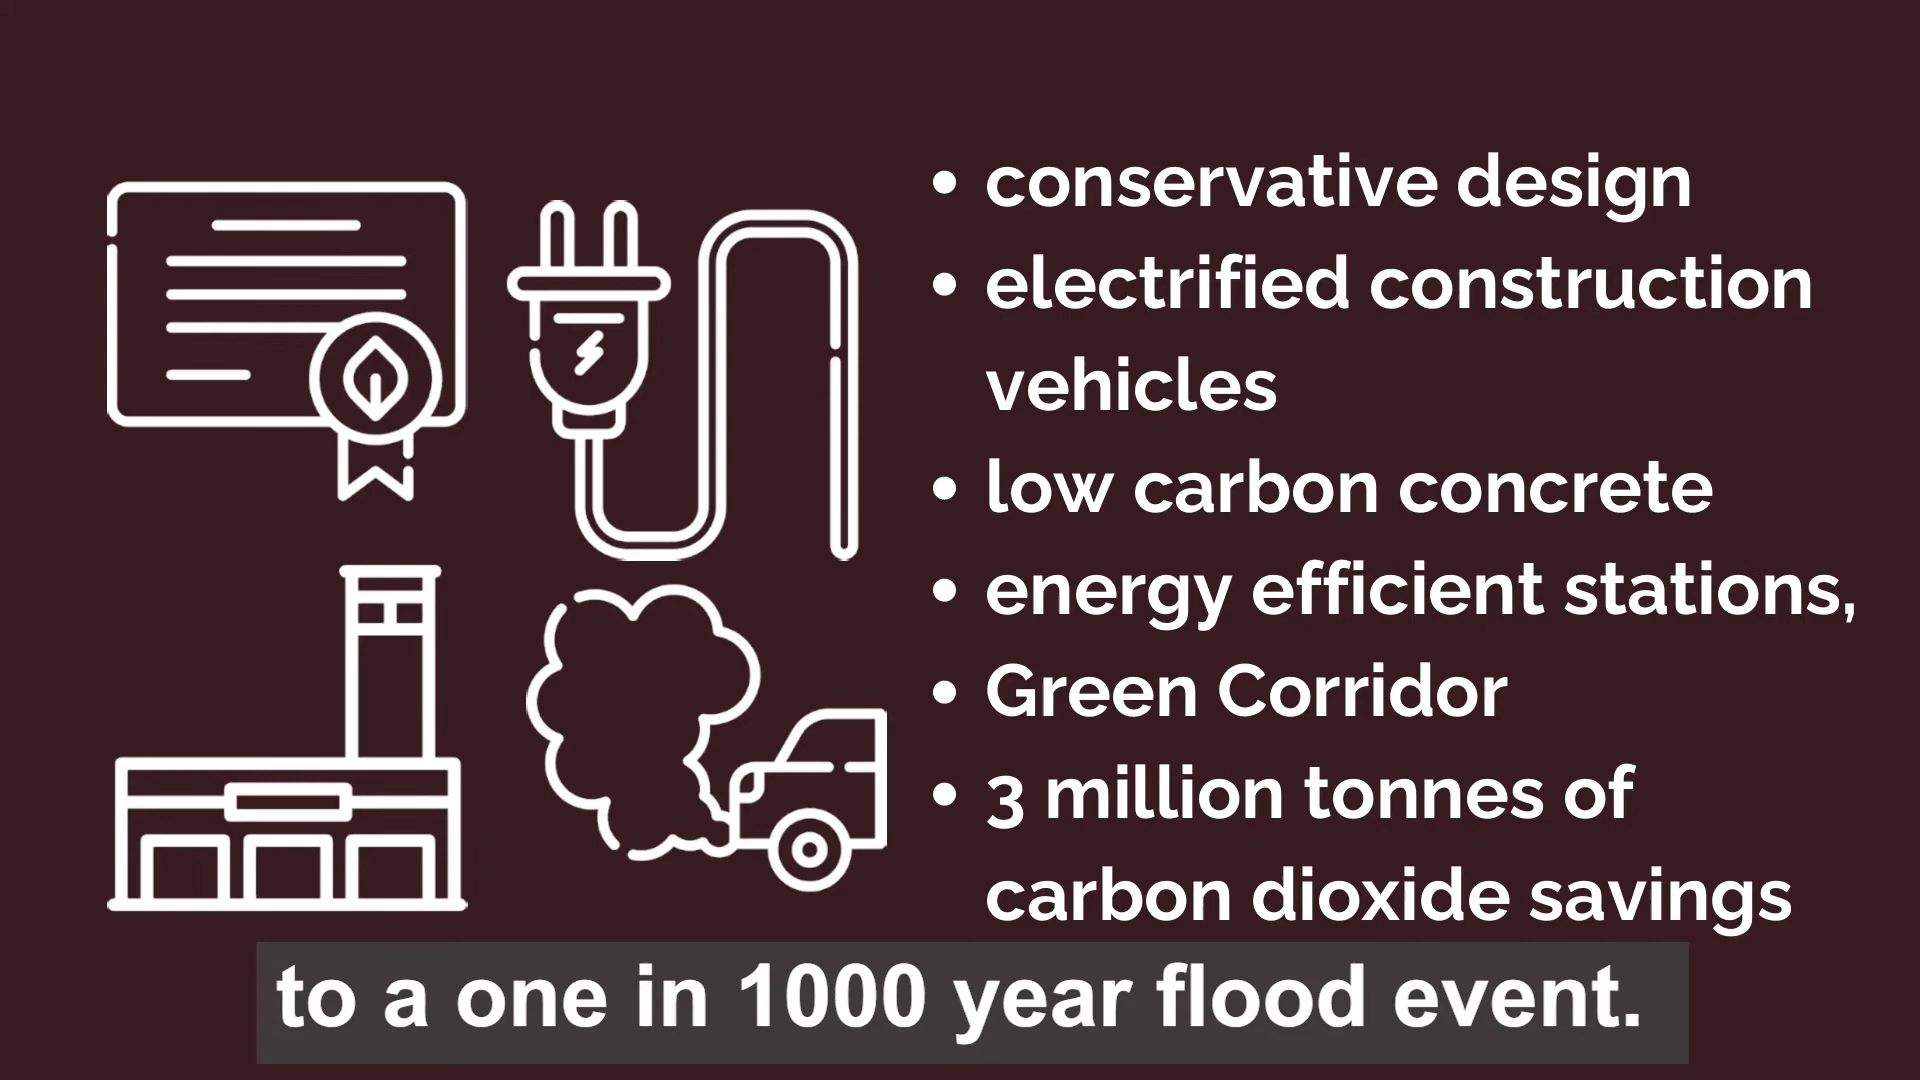 • conservative design
• electrified construction
vehicles
• low carbon concrete
• energy efficient stations,
• Green Corridor
• 3 million tonnes of
carbon dioxide savings
to a one in 1000 year flood event.